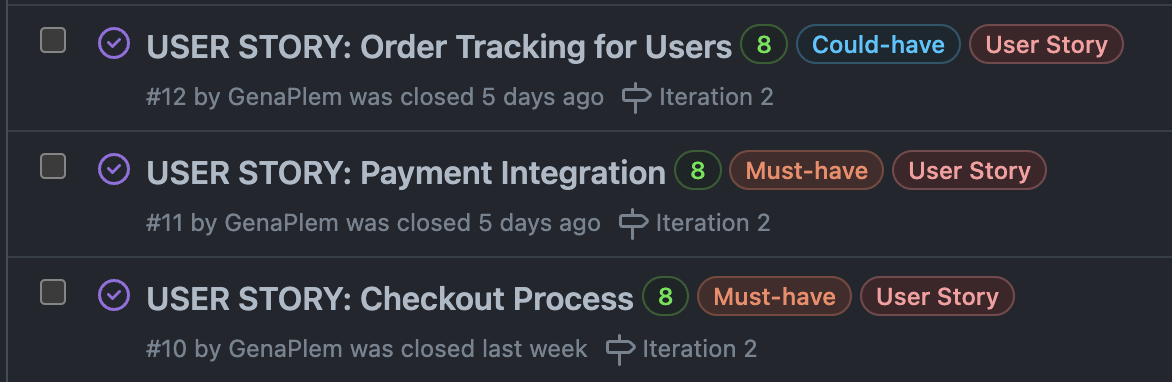 USER STORY: Order Tracking for Users 8 Could-have User Story
#12 by GenaPlem was closed 5 days ago Iteration 2
USER STORY: Payment Integration 8 Must-have User Story
#11 by GenaPlem was closed 5 days ago Iteration 2
USER STORY: Checkout Process 8 Must-have User Story
#10 by GenaPlem was closed last week Iteration 2